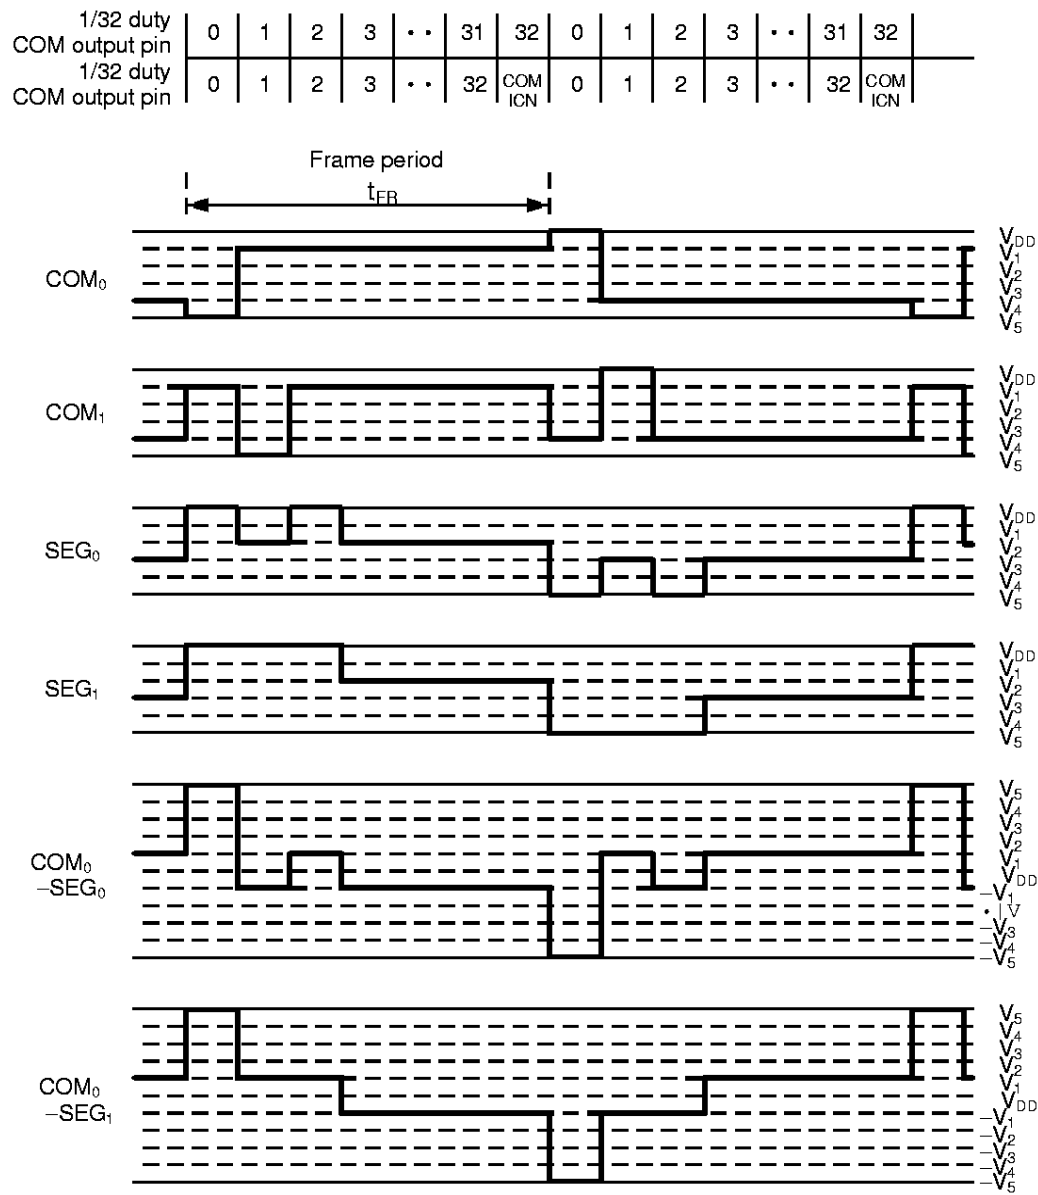 1/32 duty
COM output pin
0 1 2 3 · · 31 32 0 1 2 3 · · 31 32
1/32 duty
COM output pin
0 1 2 3 · · 32 COM ICN 0 1 2 3 · · 32 COM ICN
Frame period
tFR
COM0
VDD
V1
V2
V3
V4
V5
COM1
VDD
V1
V2
V3
V4
V5
SEG0
VDD
V1
V2
V3
V4
V5
SEG1
VDD
V1
V2
V3
V4
V5
COM0
–SEG0
V5
V4
V3
V2
V1
VDD
–V1
–V3
–V4
–V5
COM0
–SEG1
V5
V4
V3
V2
V1
VDD
–V1
–V2
–V3
–V4
–V5